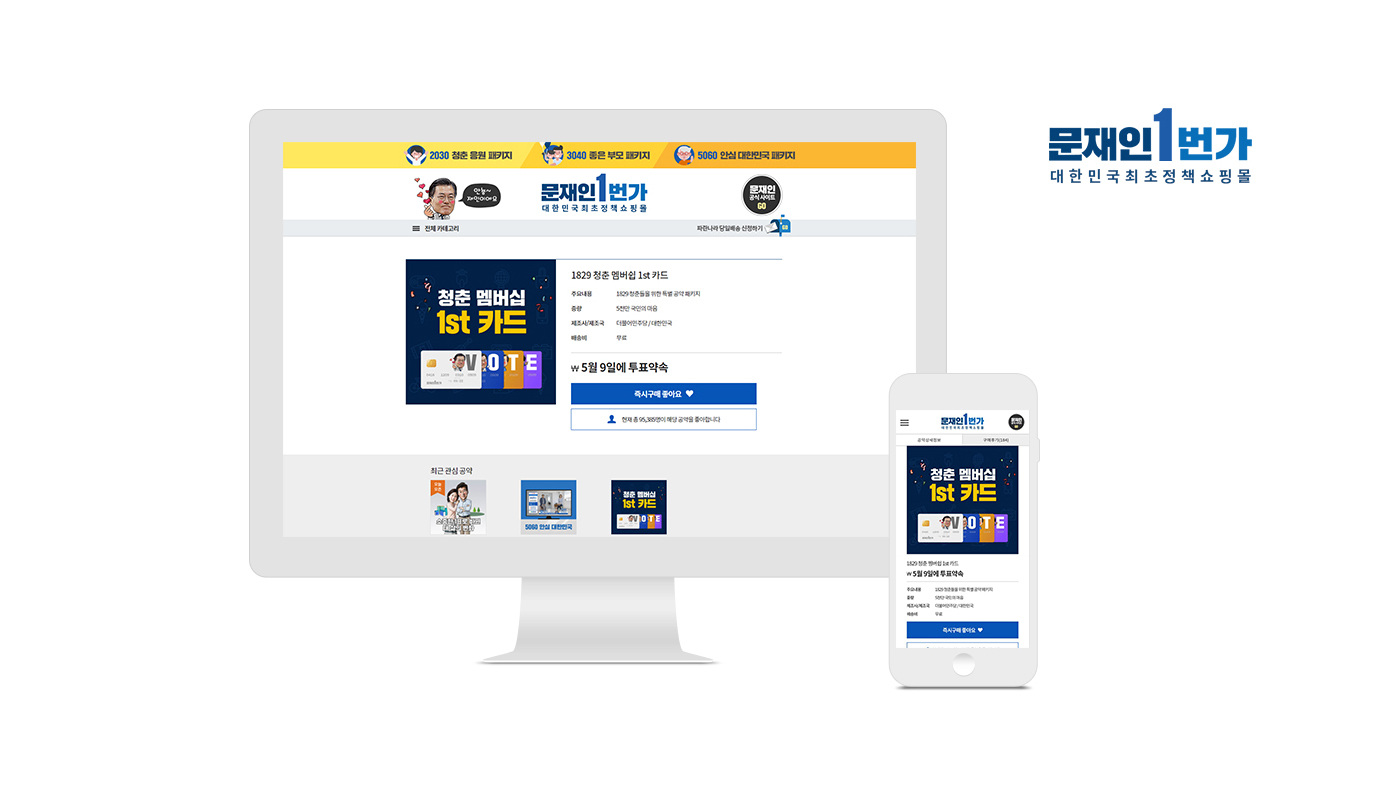 문재인1번가
대한민국최초정책쇼핑몰
2030 청춘 응원 패키지
3040 좋은 부모 패키지
5060 안심 대한민국 패키지
안뇽~
재인이에요
문재인1번가
대한민국최초정책쇼핑몰
문재인
공식 사이트
GO
전체 카테고리
파란나라 당일배송 신청하기
GO
청춘 멤버십
1st 카드
VOTE
1829 청춘 멤버쉽 1st 카드
주요내용 1829 청춘들을 위한 특별 공약 패키지
중량 5천만 국민의 마음
제조사/제조국 더불어민주당 / 대한민국
배송비 무료
₩ 5월 9일에 투표약속
즉시구매 좋아요
현재 총 95,385명이 해당 공약을 좋아합니다
최근 관심 공약
5060 안심 대한민국
청춘 멤버십
1st 카드
VOTE
문재인1번가
대한민국최초정책쇼핑몰
공약상세정보
구매후기(184)
청춘 멤버십
1st 카드
VOTE
1829 청춘 멤버쉽 1st 카드
₩ 5월 9일에 투표약속
주요내용 1829 청춘들을 위한 특별 공약 패키지
중량 5천만 국민의 마음
제조사/제조국 더불어민주당 / 대한민국
배송비 무료
즉시구매 좋아요